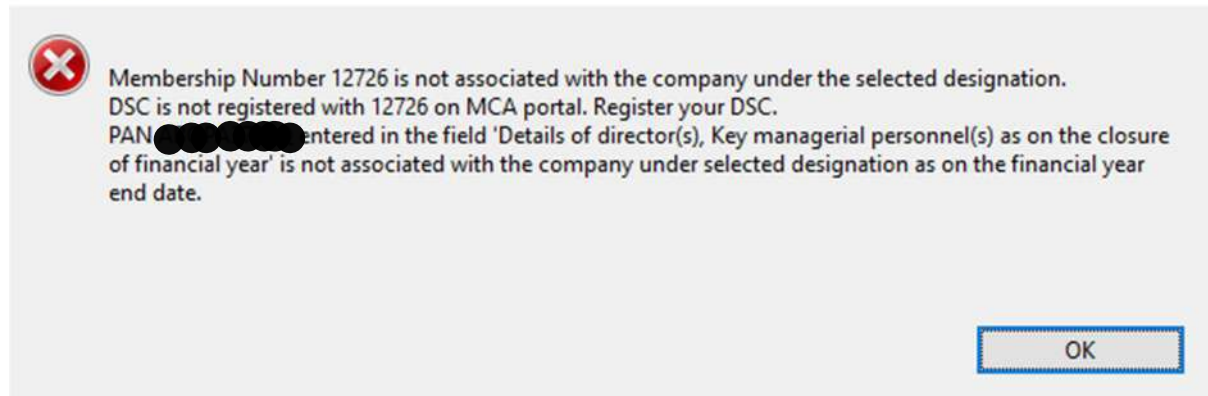 Membership Number 12726 is not associated with the company under the selected designation.
DSC is not registered with 12726 on MCA portal. Register your DSC.
PAN entered in the field 'Details of director(s), Key managerial personnel(s) as on the closure
of financial year' is not associated with the company under selected designation as on the financial year
end date.
OK